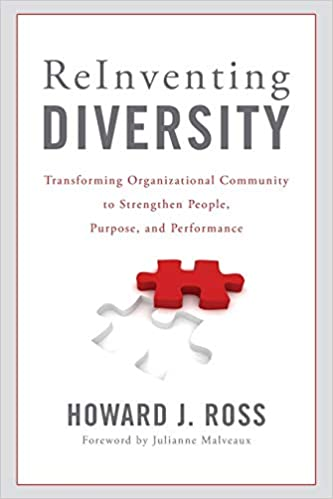 ReInventing
DIVERSITY
Transforming Organizational Community
to Strengthen People,
Purpose, and Performance
HOWARD J. ROSS
Foreword by Julianne Malveaux